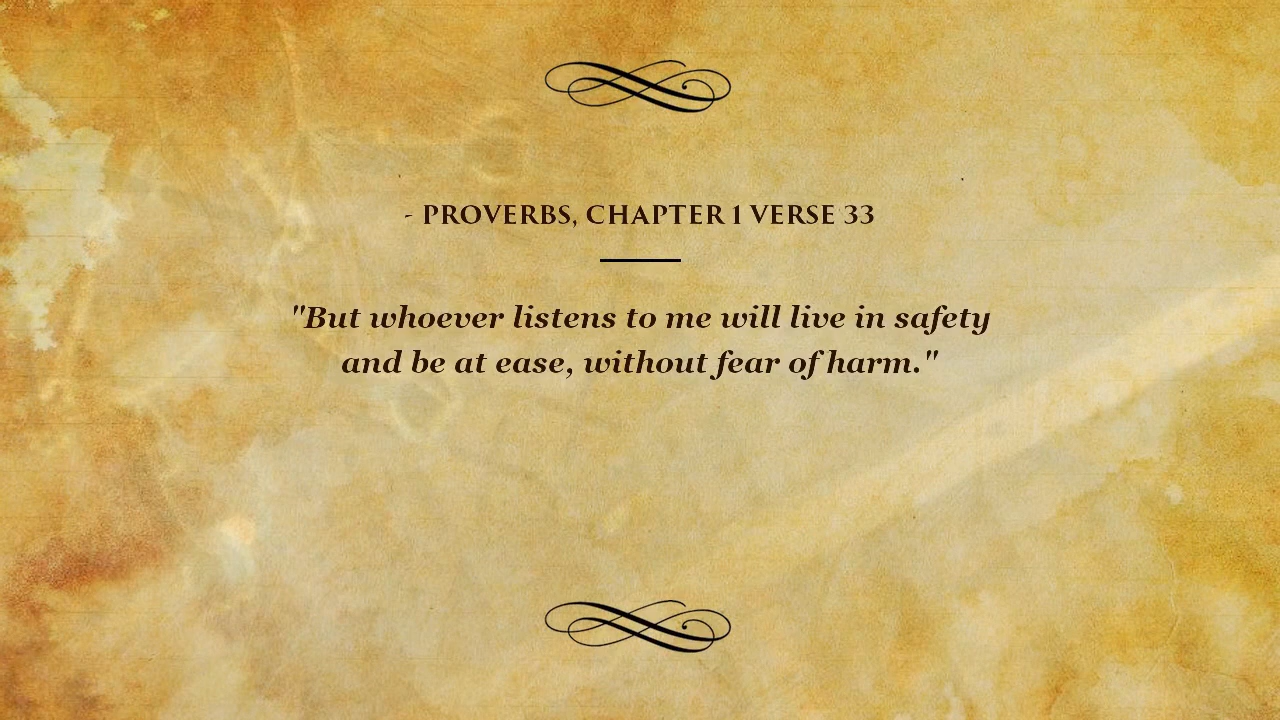 - PROVERBS, CHAPTER 1 VERSE 33
"But whoever listens to me will live in safety
and be at ease, without fear of harm."